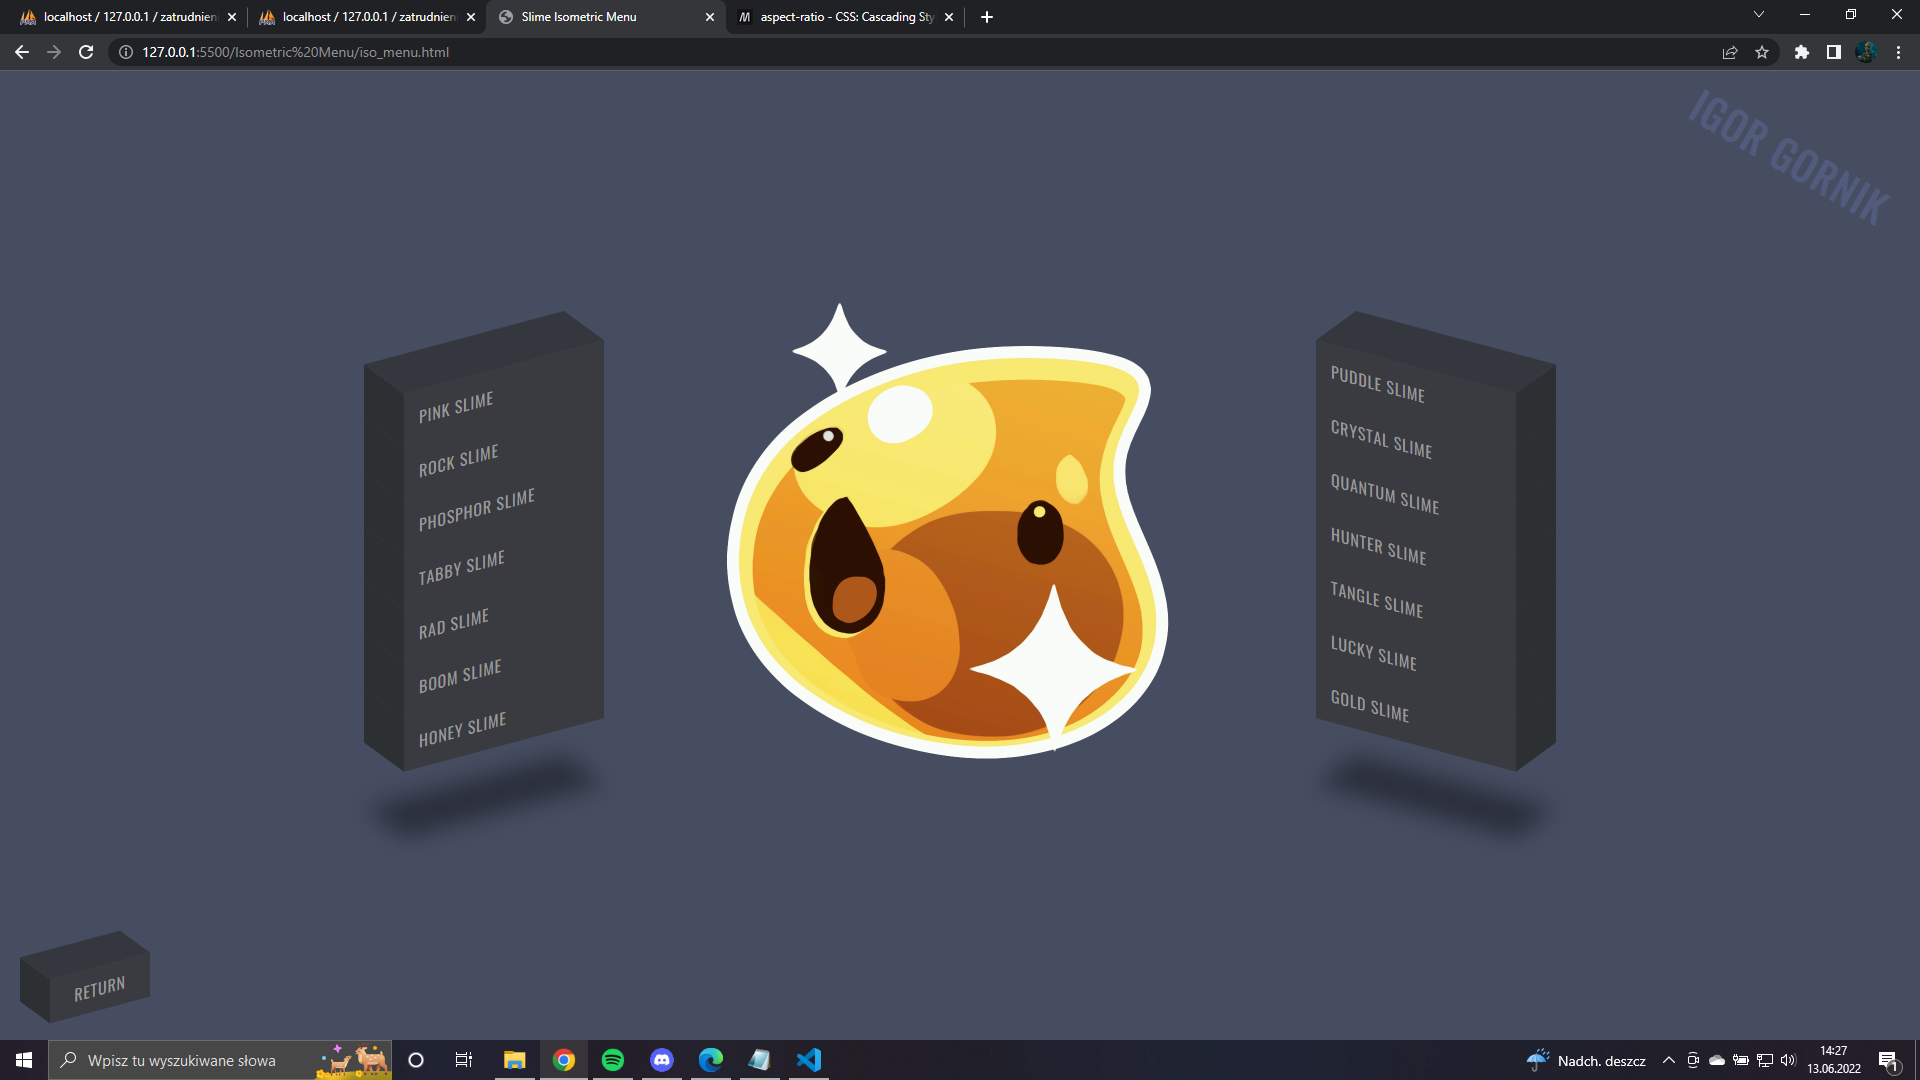 localhost / 127.0.0.1 / zatrudnieni
localhost / 127.0.0.1 / zatrudnieni
Slime Isometric Menu
aspect-ratio - CSS: Cascading Sty
127.0.0.1:5500/Isometric%20Menu/iso_menu.html
IGOR GORNIK
PINK SLIME
ROCK SLIME
PHOSPHOR SLIME
TABBY SLIME
RAD SLIME
BOOM SLIME
HONEY SLIME
PUDDLE SLIME
CRYSTAL SLIME
QUANTUM SLIME
HUNTER SLIME
TANGLE SLIME
LUCKY SLIME
GOLD SLIME
RETURN
Wpisz tu wyszukiwane słowa
Nadch. deszcz
14:27
13.06.2022
1